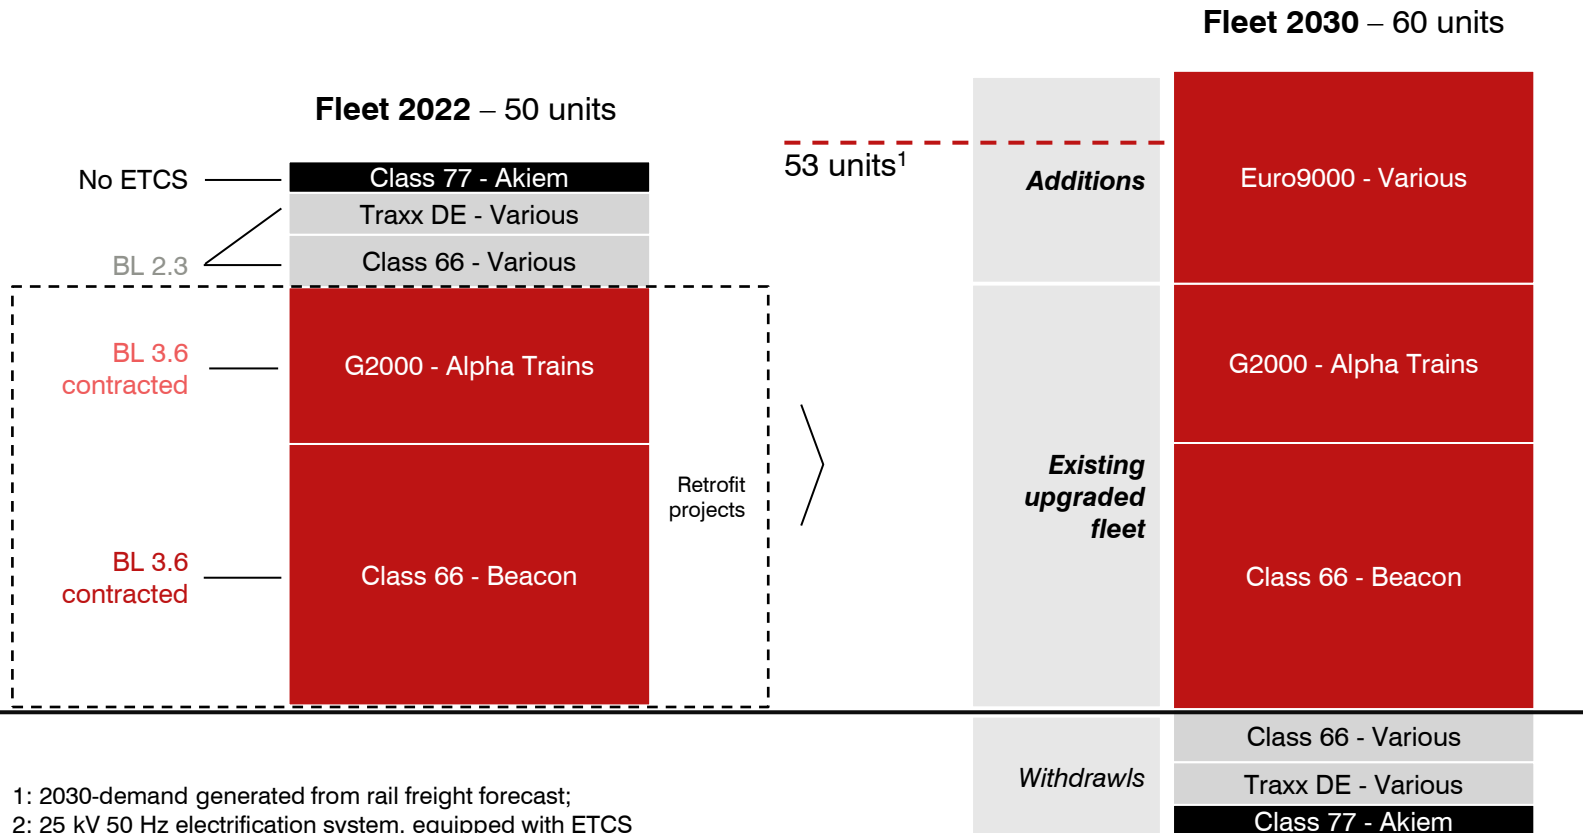 Fleet 2030 – 60 units
Fleet 2022 – 50 units
No ETCS
Class 77 - Akiem
Traxx DE - Various
BL 2.3
Class 66 - Various
BL 3.6
contracted
G2000 - Alpha Trains
BL 3.6
contracted
Class 66 - Beacon
Retrofit
projects
53 units1
Additions
Euro9000 - Various
G2000 - Alpha Trains
Existing
upgraded
fleet
Class 66 - Beacon
Withdrawls
Class 66 - Various
Traxx DE - Various
Class 77 - Akiem
1: 2030-demand generated from rail freight forecast;
2: 25 kV 50 Hz electrification system, equipped with ETCS